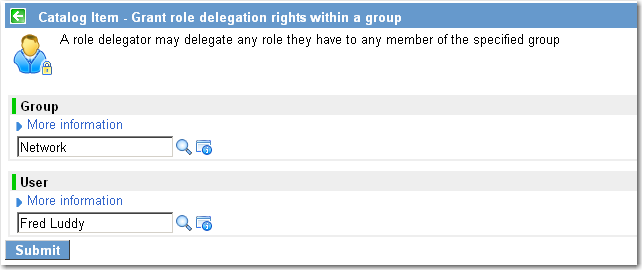 Catalog Item - Grant role delegation rights within a group
A role delegator may delegate any role they have to any member of the specified group
Group
More information
Network
User
More information
Fred Luddy
Submit